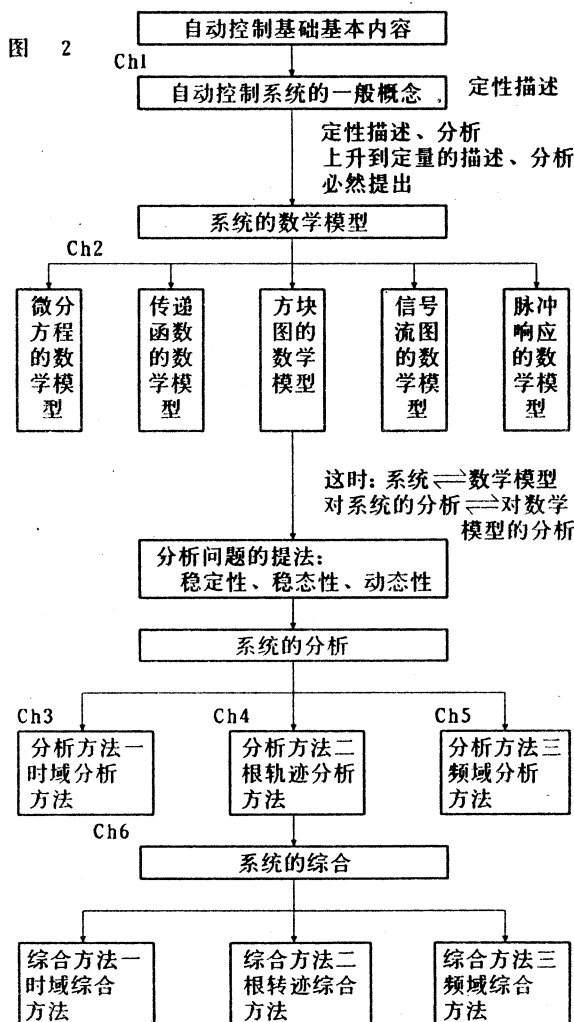 图 2
自动控制基础基本内容
Ch1
自动控制系统的一般概念
定性描述
定性描述、分析
上升到定量的描述、分析
必然提出
系统的数学模型
Ch2
微分
方程
的数
学模
型
传递
函数
的数
学模
型
方块
图的
数学
模型
信号
流图
的数
学模
型
脉冲
响应
的数
学模
型
这时:系统⇌数学模型
对系统的分析⇌对数学
模型的分析
分析问题的提法:
稳定性、稳态性、动态性
系统的分析
Ch3
分析方法一
时域分析
方法
Ch4
分析方法二
根轨迹分析
方法
Ch5
分析方法三
频域分析
方法
Ch6
系统的综合
综合方法一
时域综合
方法
综合方法二
根转迹综合
方法
综合方法三
频域综合
方法